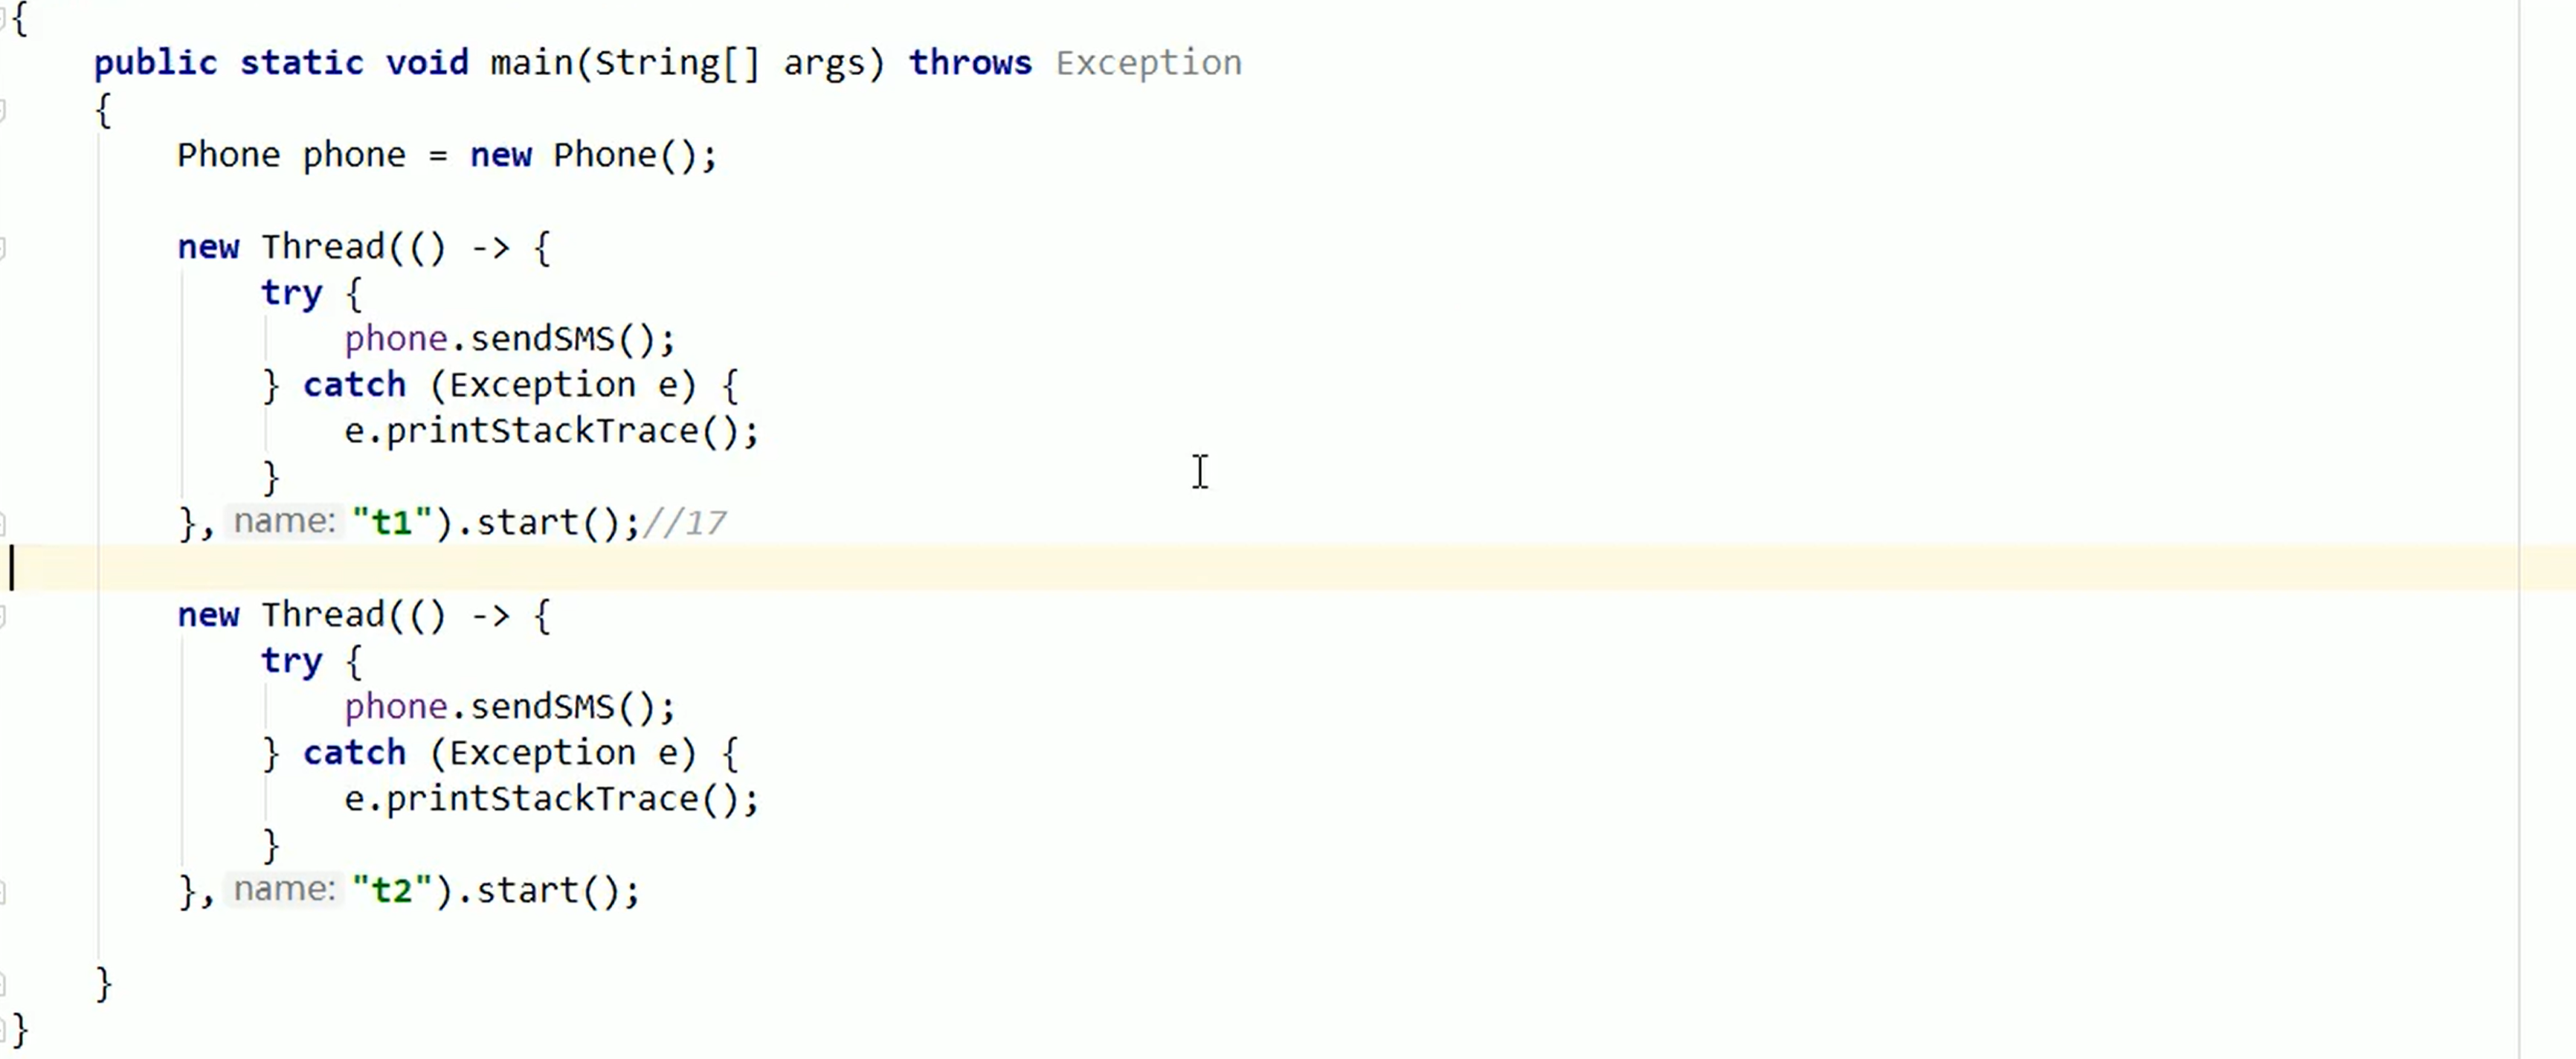 {
public static void main(String[] args) throws Exception
{
Phone phone = new Phone();
new Thread(() -> {
try {
phone.sendSMS();
} catch (Exception e) {
e.printStackTrace();
}
}, name: "t1").start();//17
new Thread(() -> {
try {
phone.sendSMS();
} catch (Exception e) {
e.printStackTrace();
}
}, name: "t2").start();
}
}